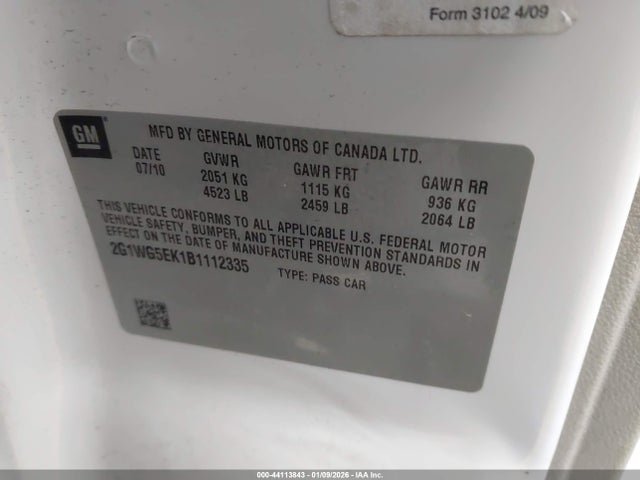 Form 3102 4/09
GM
MFD BY GENERAL MOTORS OF CANADA LTD.
DATE GVWR GAWR FRT GAWR RR
07/10 2051 KG 1115 KG 936 KG
4523 LB 2459 LB 2064 LB
THIS VEHICLE CONFORMS TO ALL APPLICABLE U.S. FEDERAL MOTOR
VEHICLE SAFETY, BUMPER, AND THEFT PREVENTION STANDARDS IN
EFFECT ON THE DATE OF MANUFACTURE SHOWN ABOVE.
2G1WG5EK1B1112335 TYPE: PASS CAR
000-44113843 - 01/09/2026 - IAA Inc.